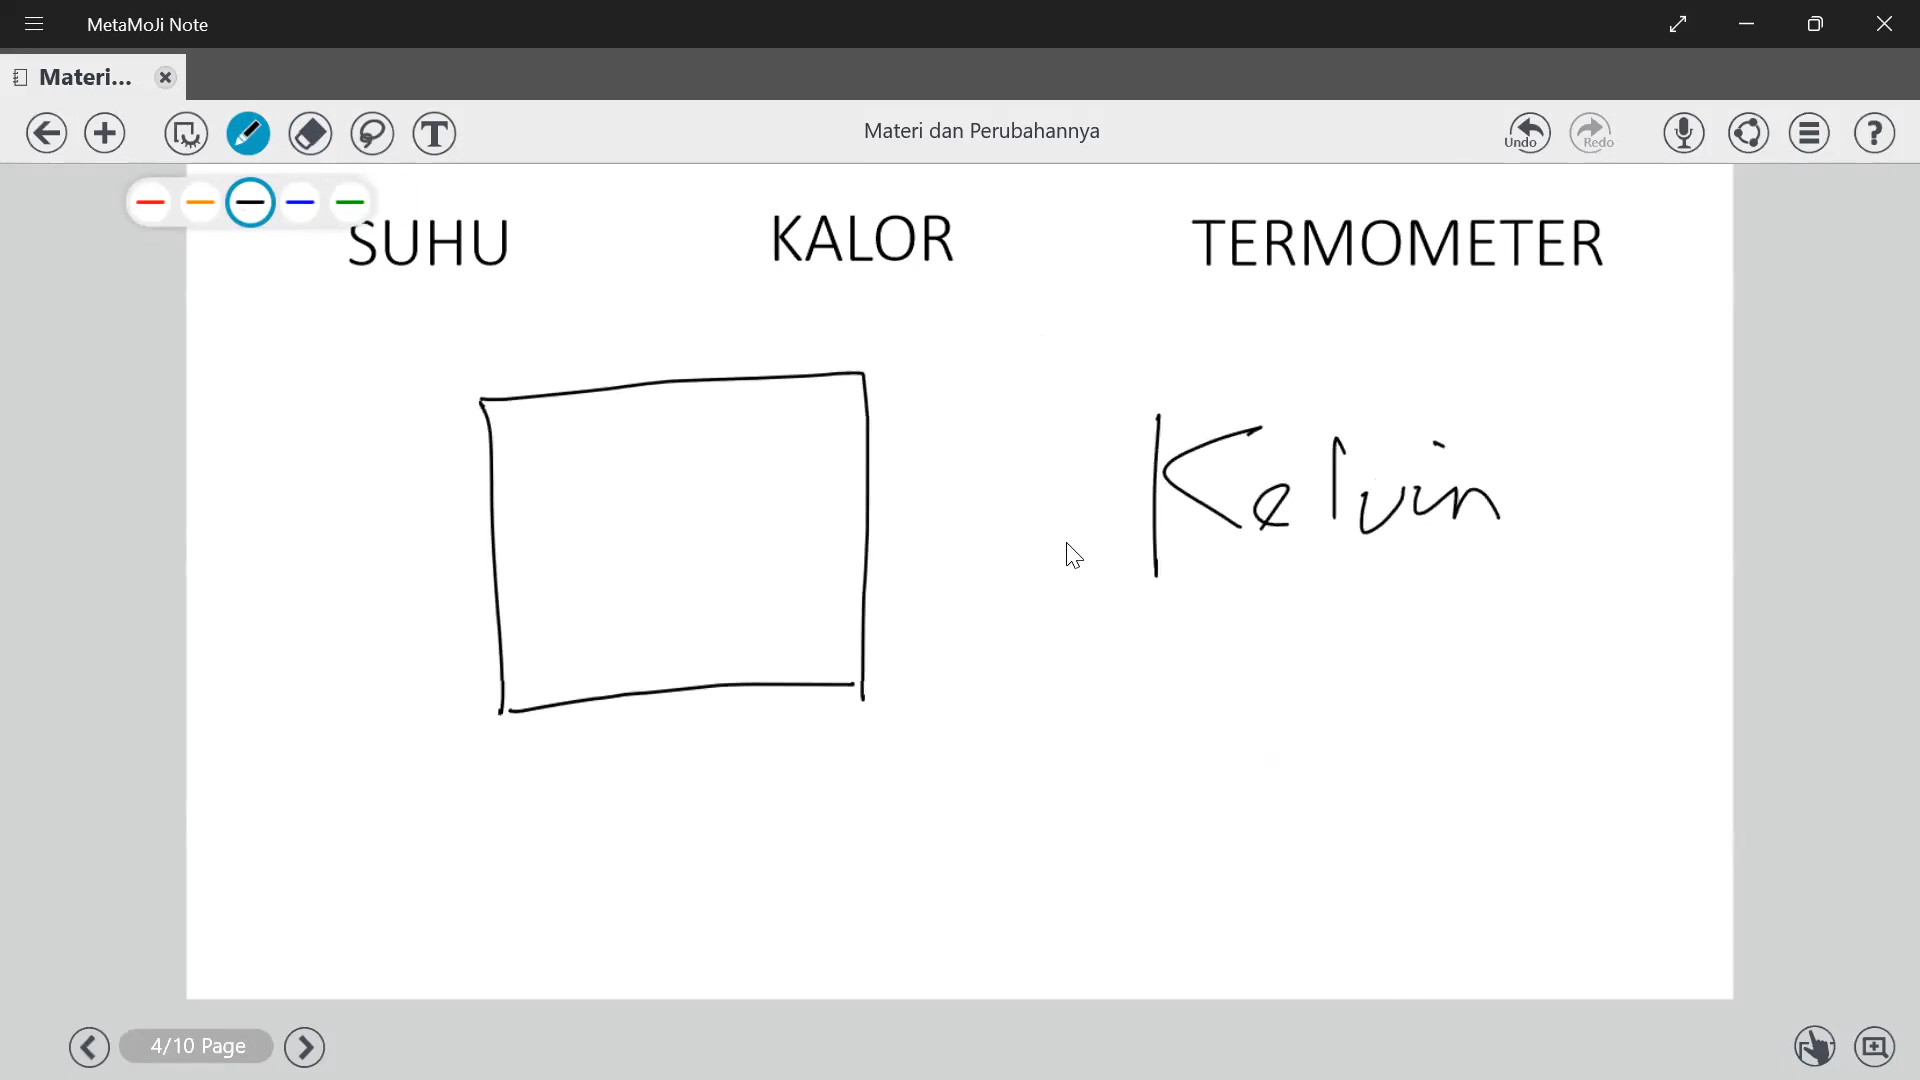 MetaMoJi Note
Materi...
Materi dan Perubahannya
Undo
Redo
SUHU KALOR TERMOMETER
Kelvin
4/10 Page